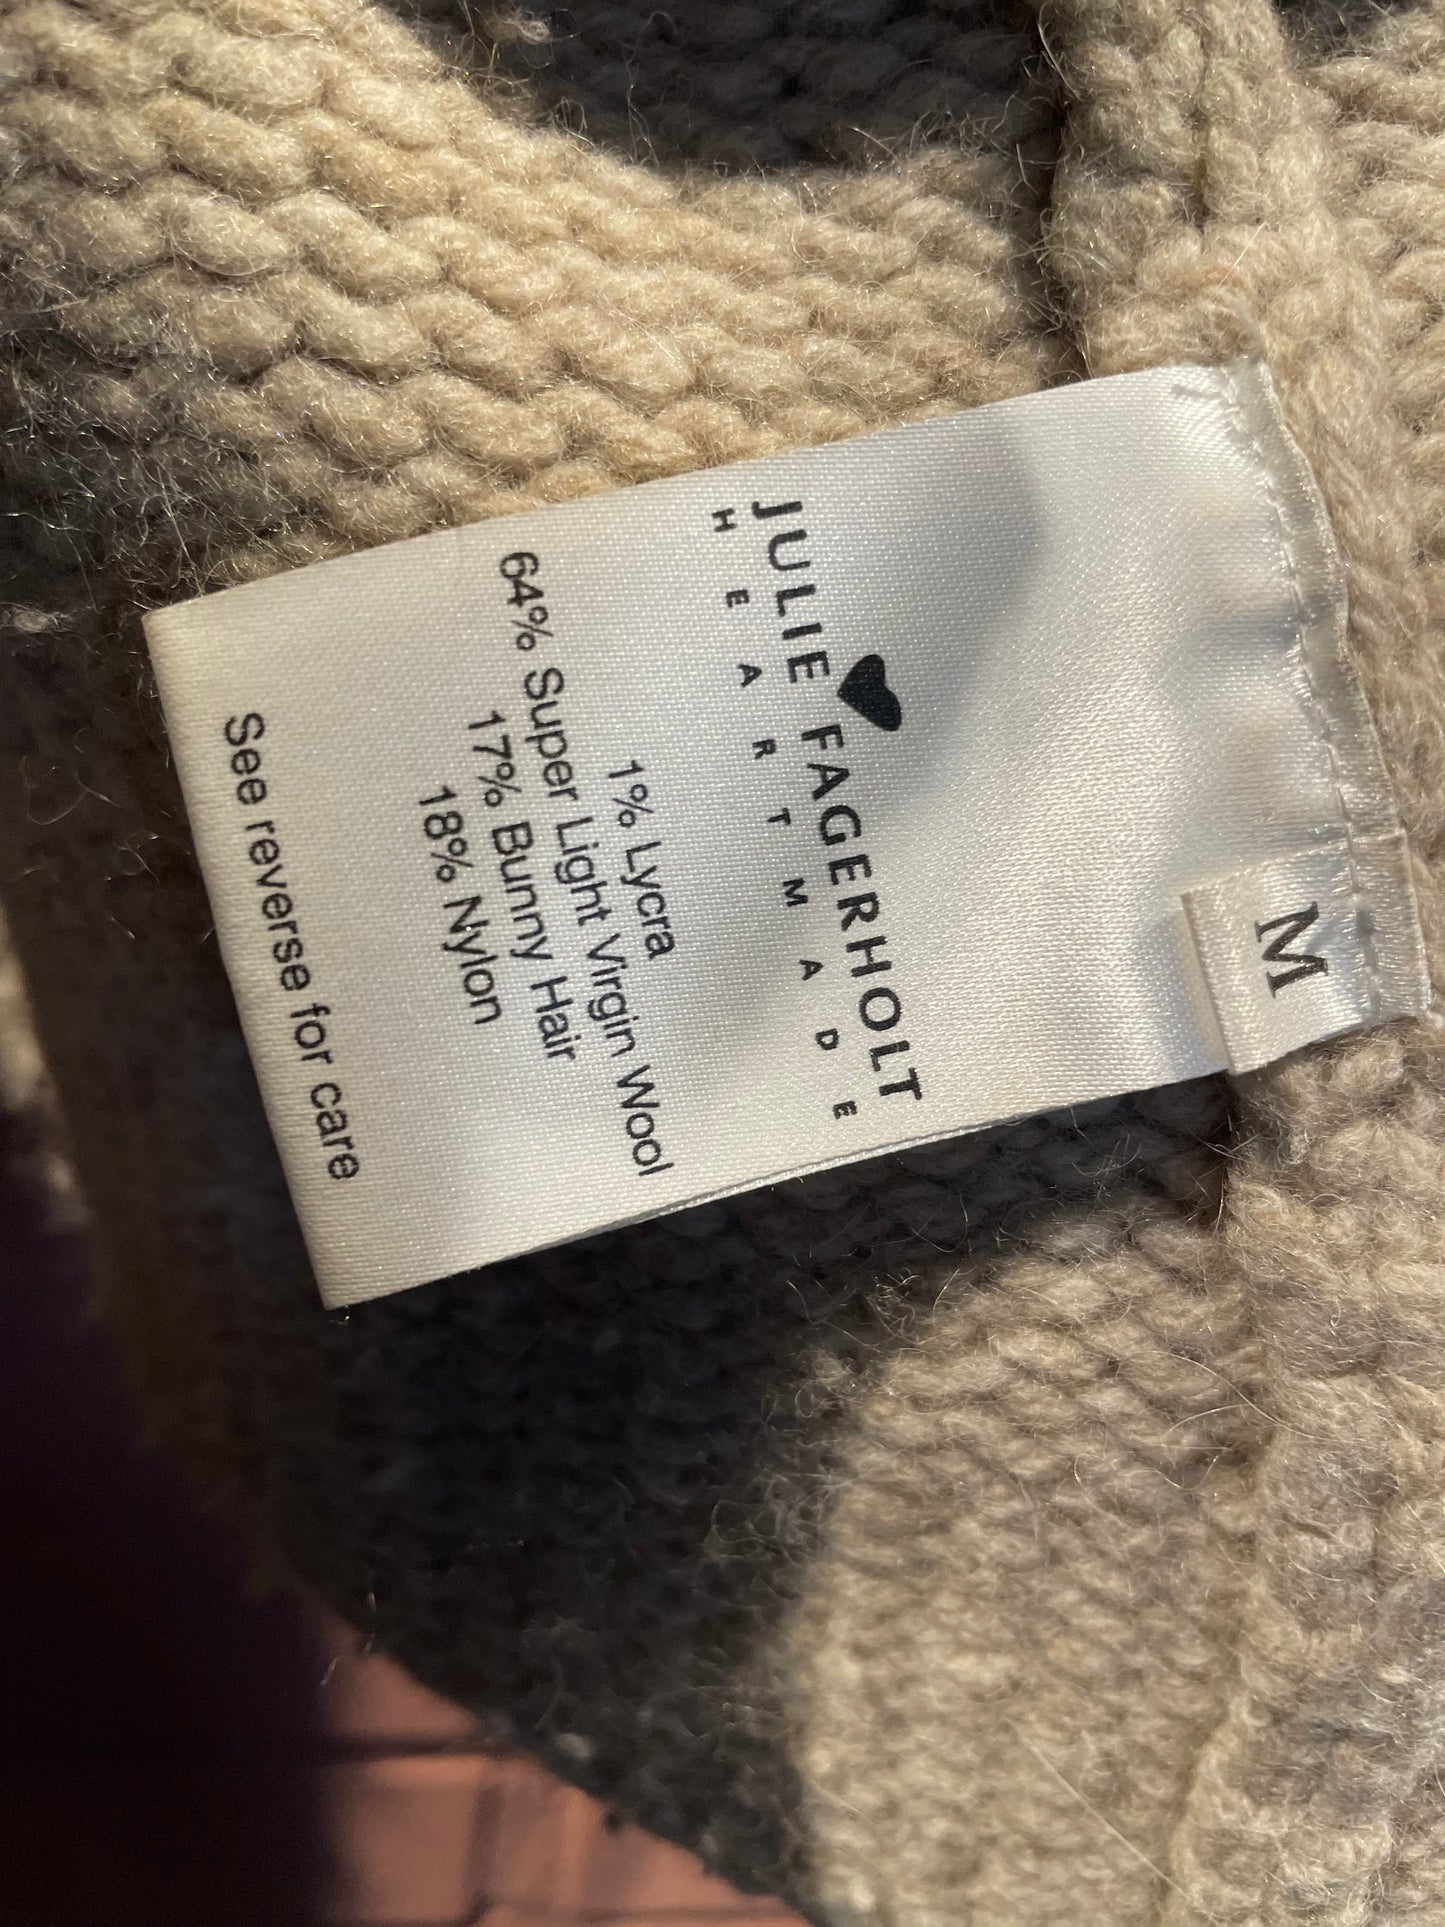 M
JULIE FAGERHOLT
HEARTMADE
1% Lycra
64% Super Light Virgin Wool
17% Bunny Hair
18% Nylon
See reverse for care